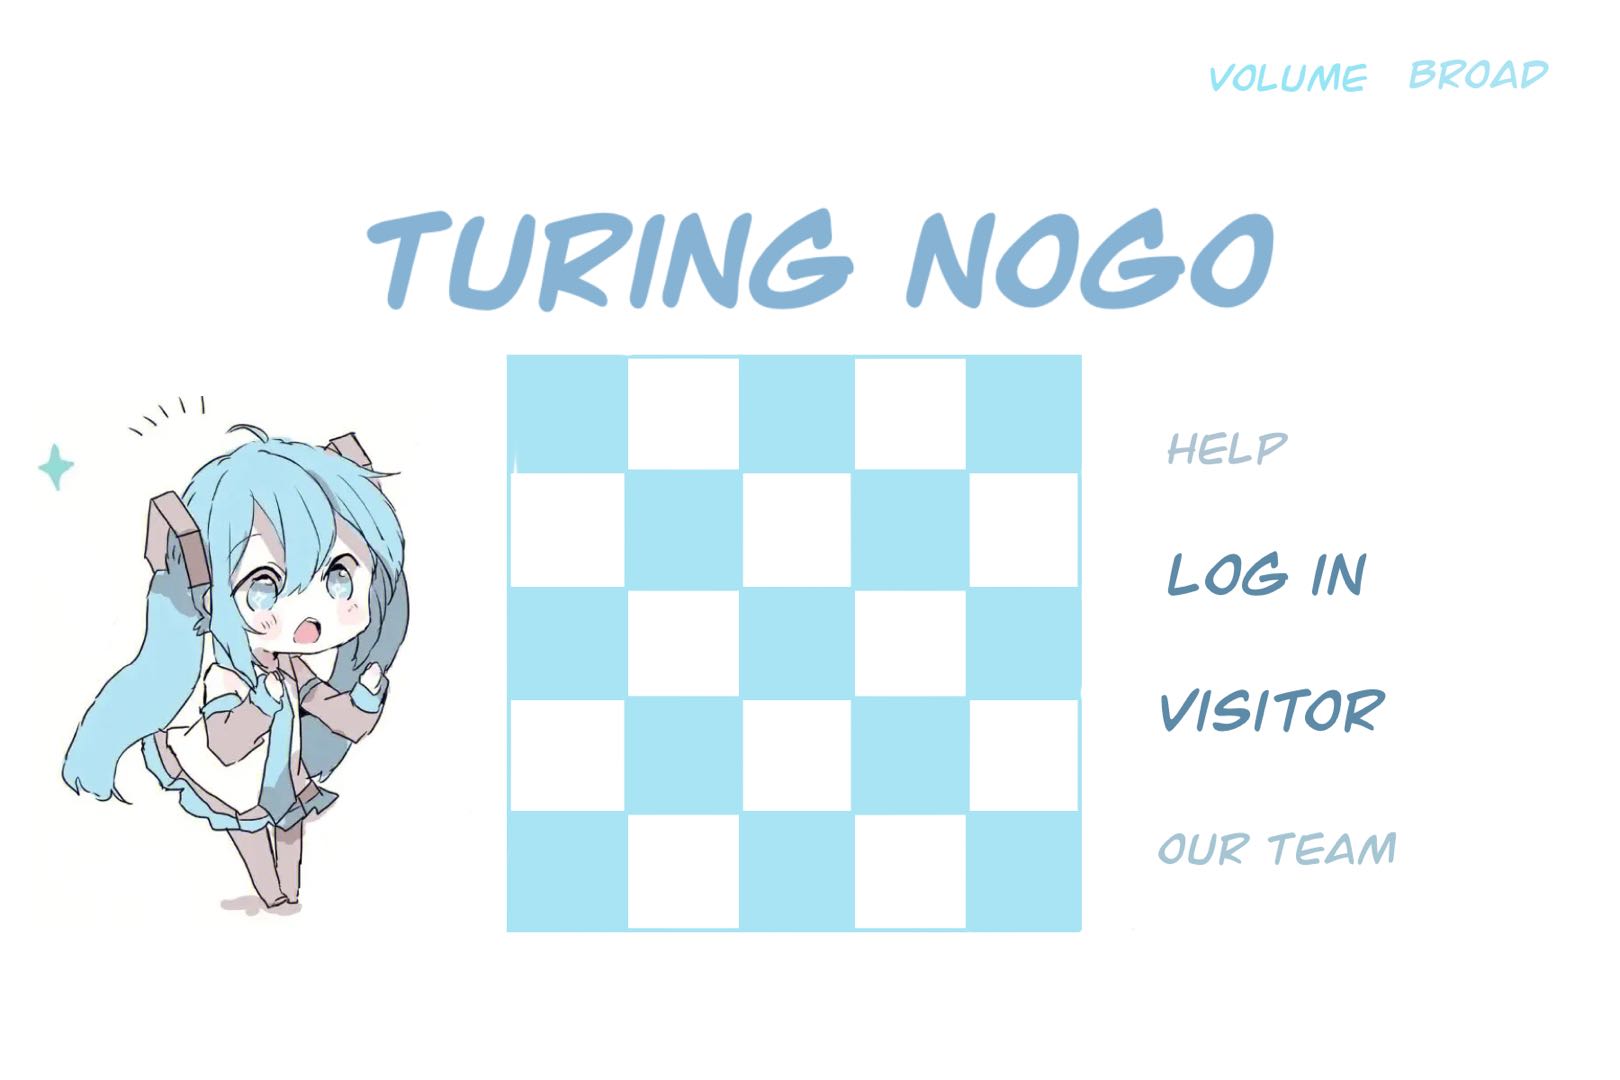 VOLUME BROAD
TURING NOGO
HELP
LOG IN
VISITOR
OUR TEAM